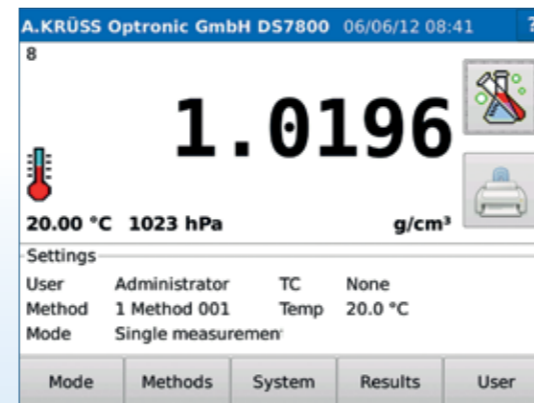 A.KRÜSS Optronic GmbH DS7800 06/06/12 08:41 ?
8
1.0196
20.00 °C 1023 hPa g/cm³
Settings
User Administrator TC None
Method 1 Method 001 Temp 20.0 °C
Mode Single measuremen
Mode Methods System Results User